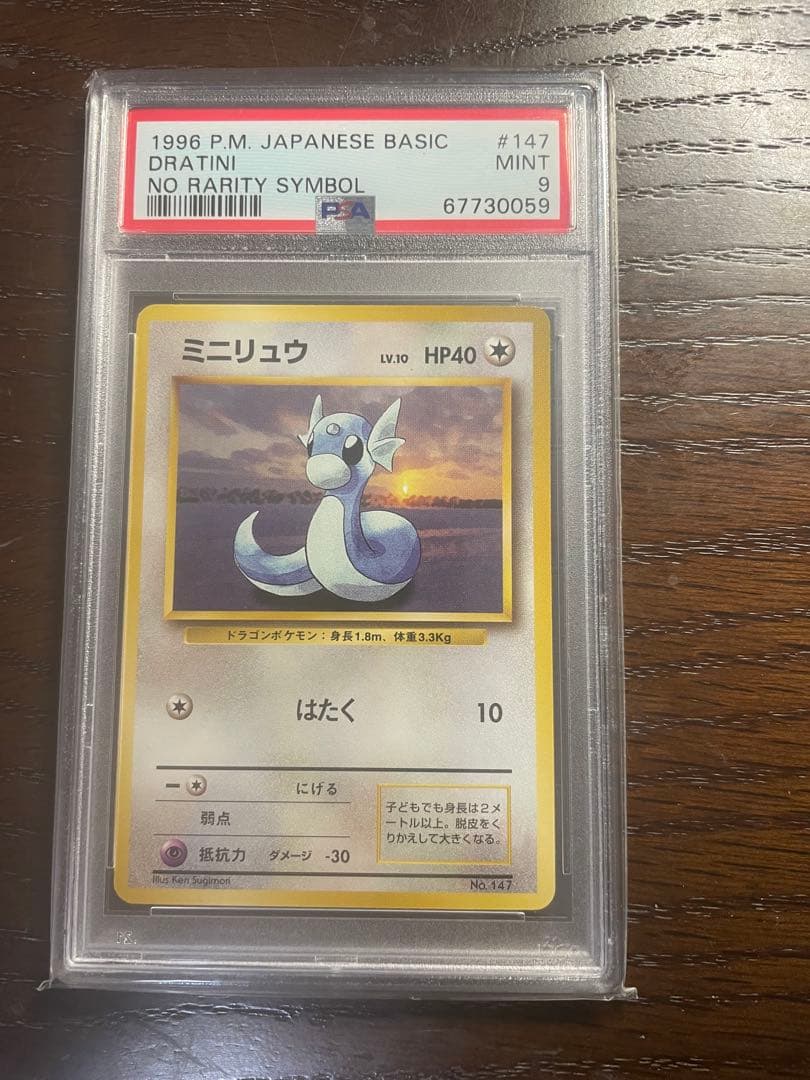 1996 P.M. JAPANESE BASIC #147
DRATINI MINT
NO RARITY SYMBOL 9
PSA 67730059
ミニリュウ LV.10 HP40
ドラゴンポケモン：身長1.8m、体重3.3Kg
はたく 10
にげる
弱点
抵抗力 ダメージ -30
子どもでも身長は2メ
ートル以上。脱皮をく
りかえして大きくなる。
Illus. Ken Sugimori No. 147